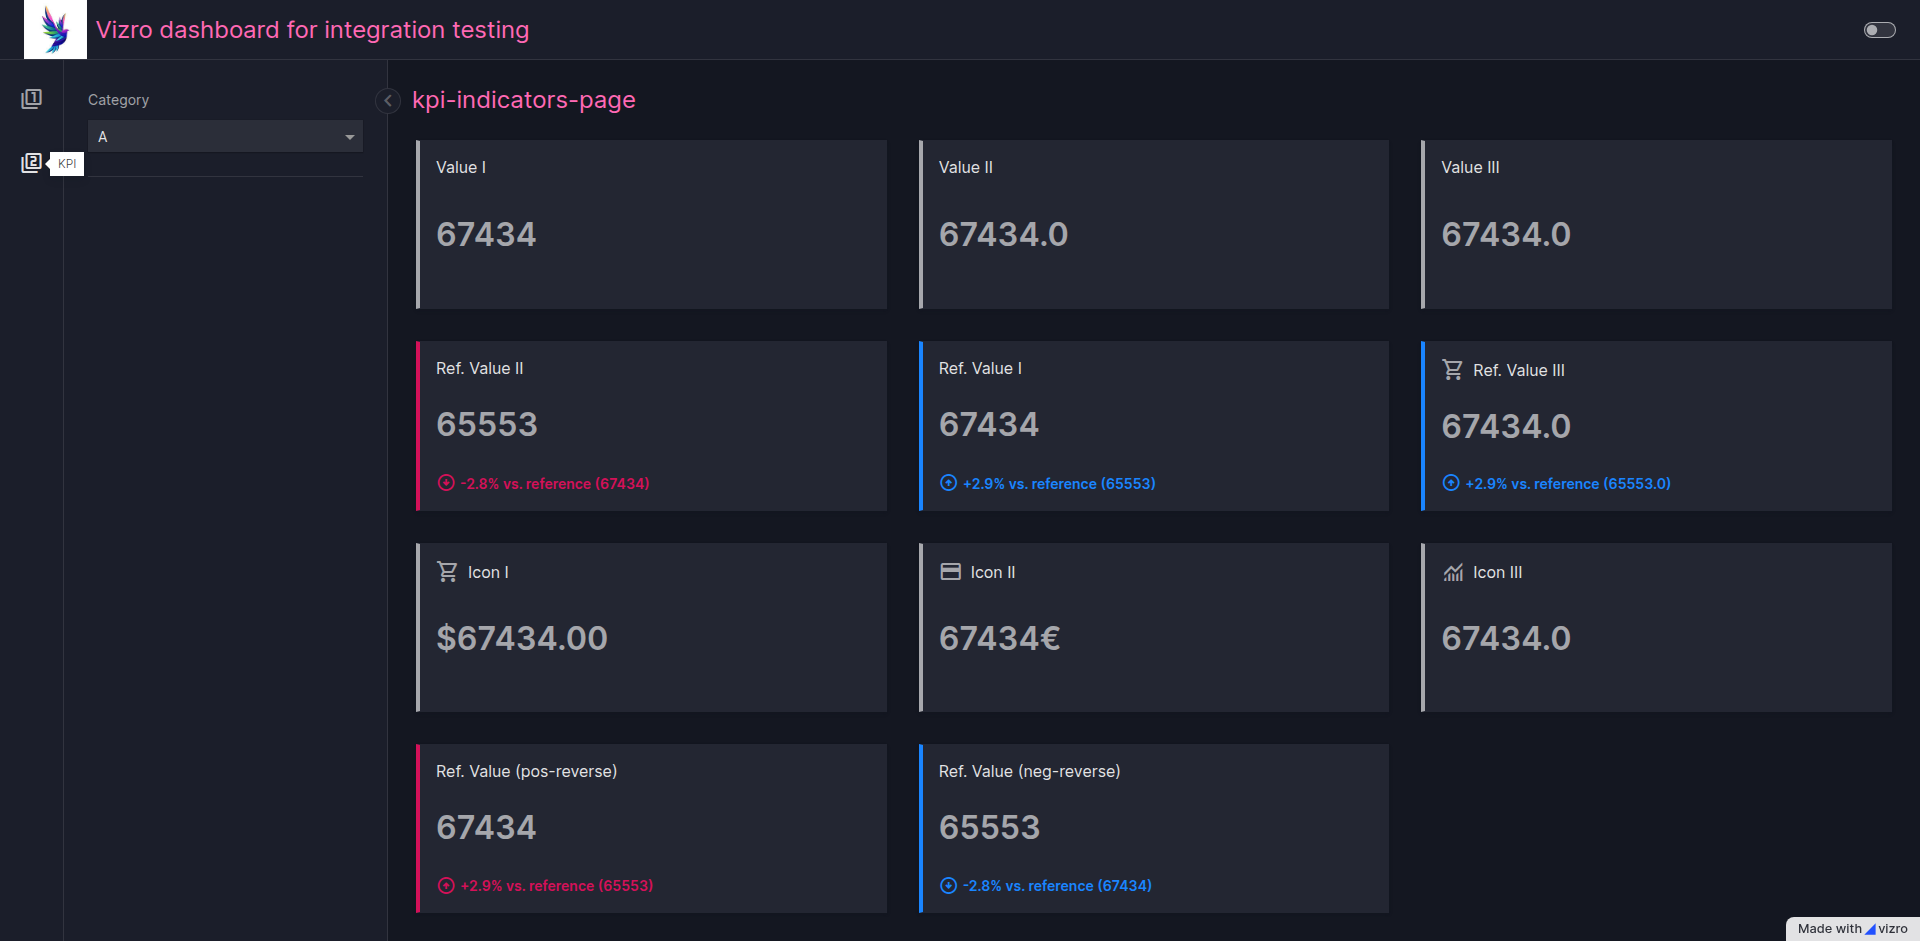 Vizro dashboard for integration testing
1
2
KPI
Category
A
kpi-indicators-page
Value I
67434
Value II
67434.0
Value III
67434.0
Ref. Value II
65553
-2.8% vs. reference (67434)
Ref. Value I
67434
+2.9% vs. reference (65553)
Ref. Value III
67434.0
+2.9% vs. reference (65553.0)
Icon I
$67434.00
Icon II
67434€
Icon III
67434.0
Ref. Value (pos-reverse)
67434
+2.9% vs. reference (65553)
Ref. Value (neg-reverse)
65553
-2.8% vs. reference (67434)
Made with vizro